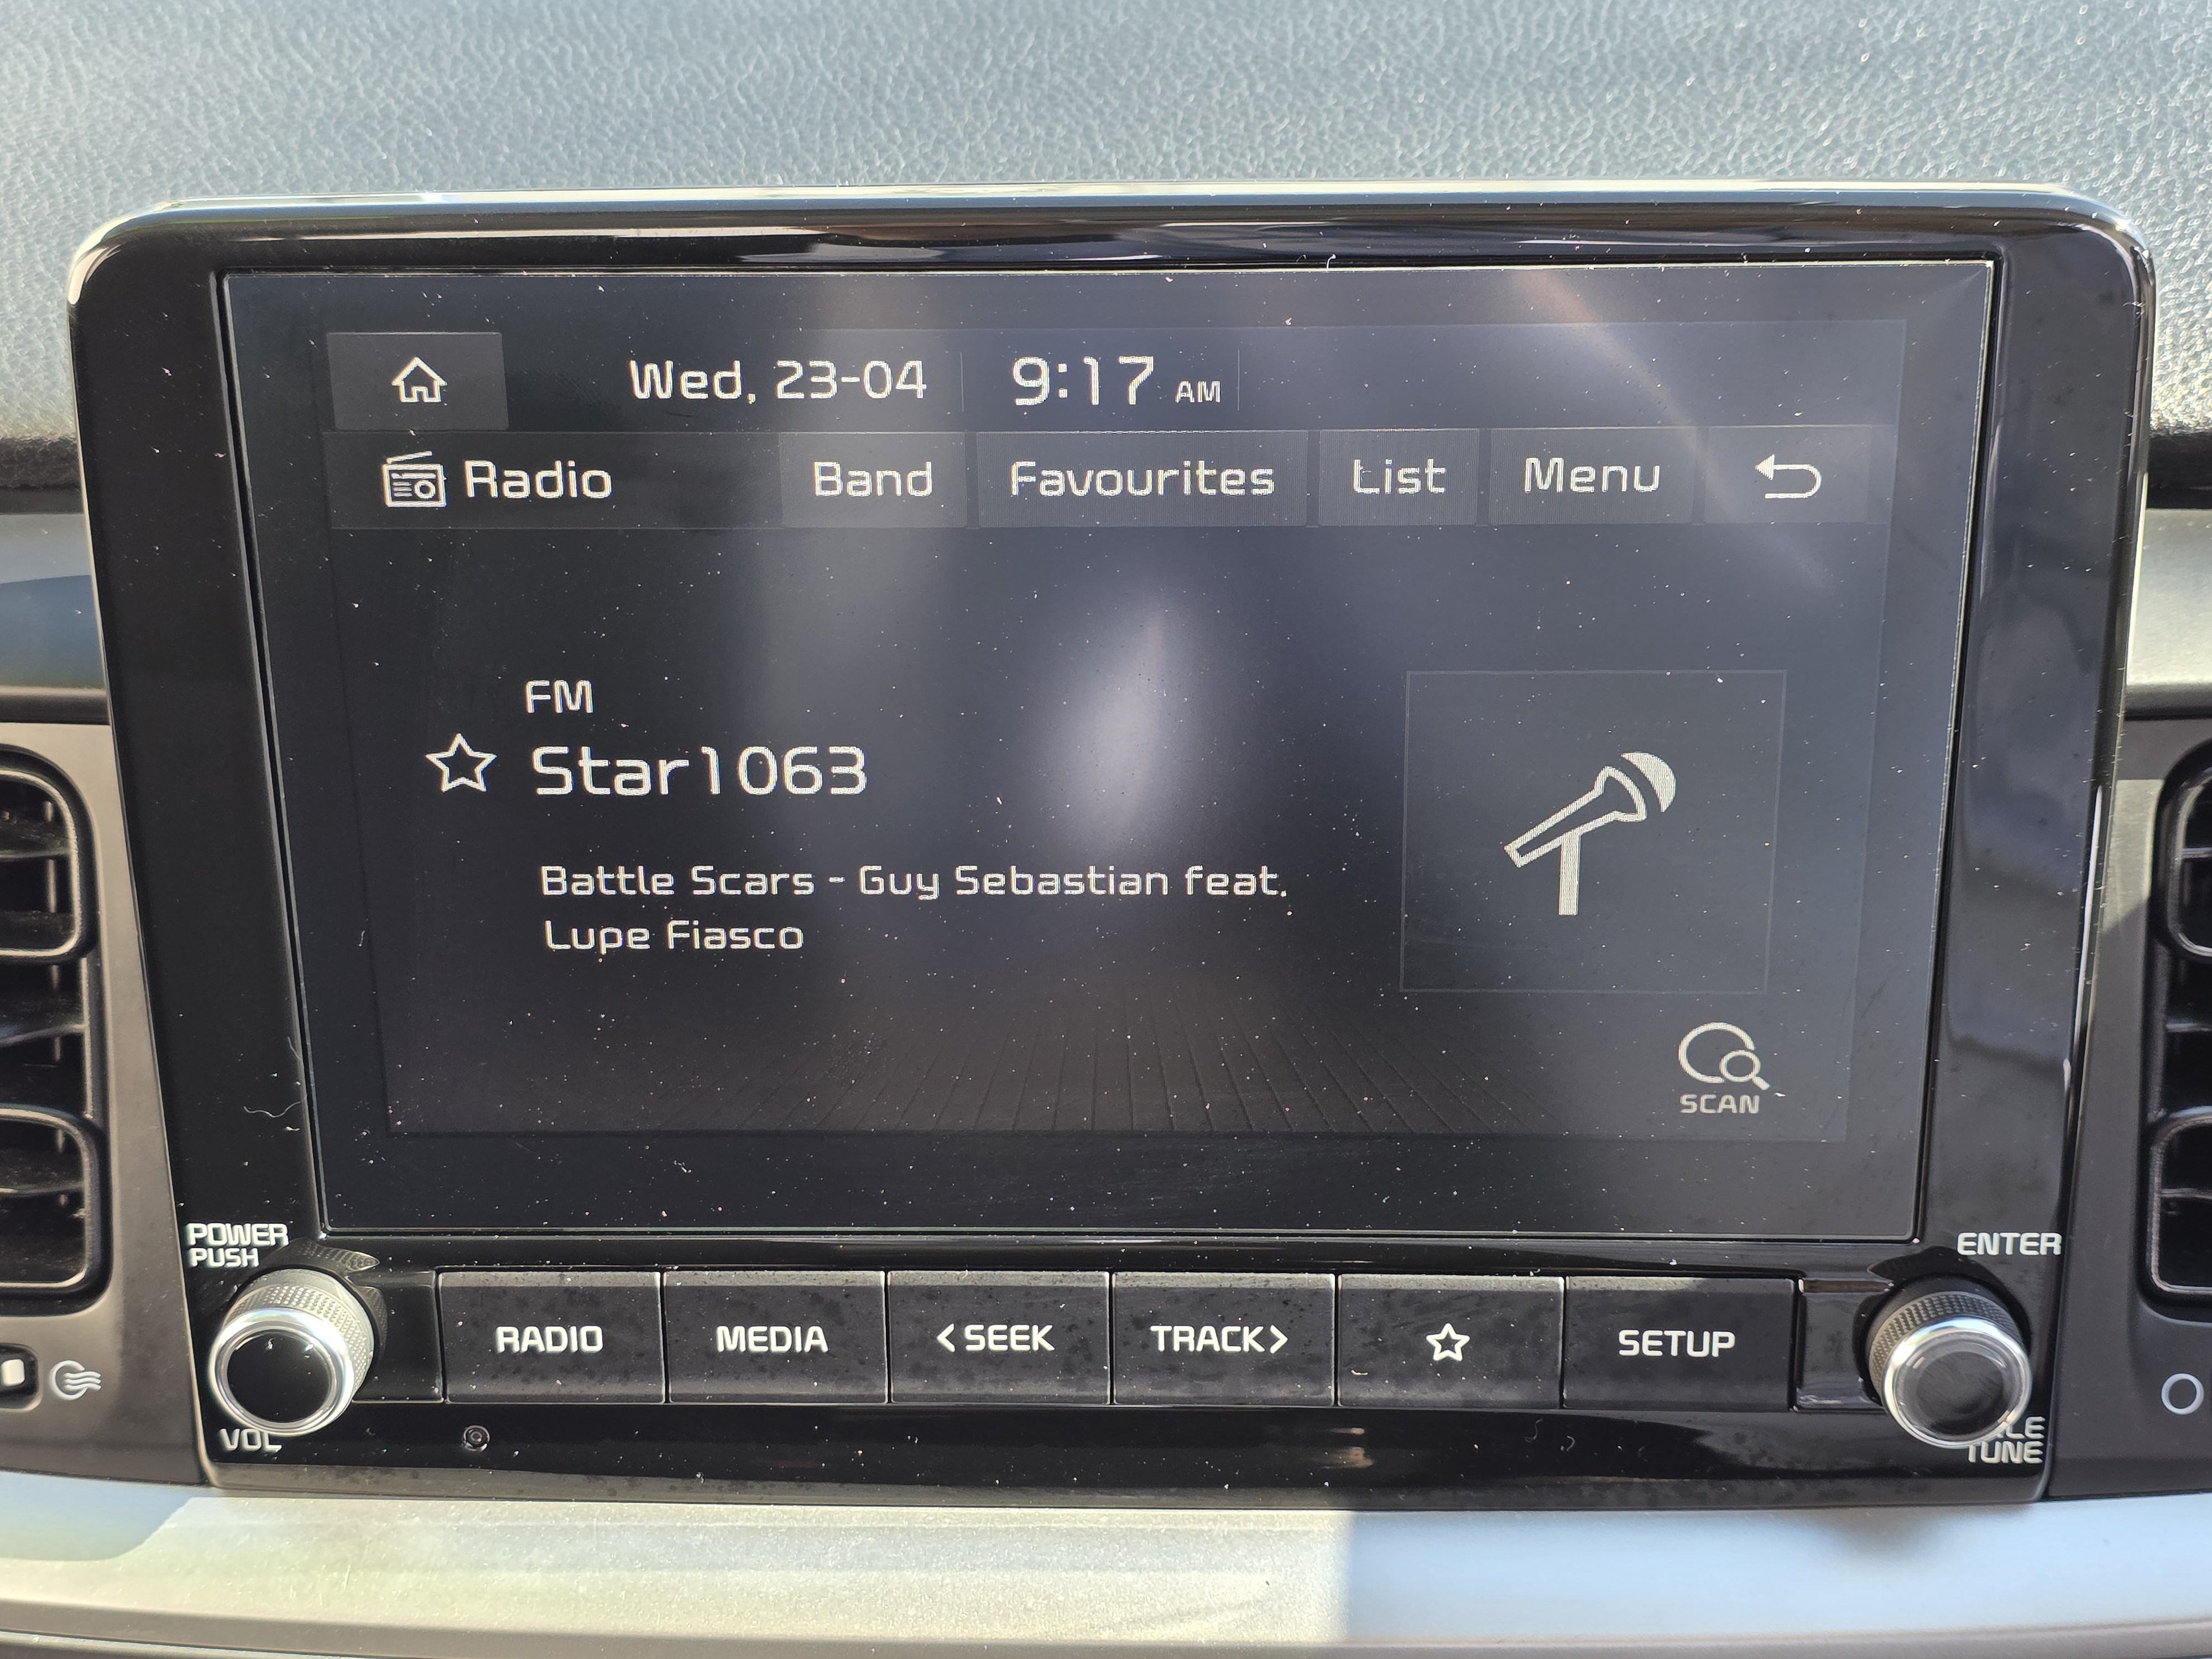 Wed, 23-04 9:17 AM
Radio Band Favourites List Menu
FM
Star1063
Battle Scars - Guy Sebastian feat.
Lupe Fiasco
SCAN
POWER
PUSH
ENTER
RADIO MEDIA <SEEK TRACK> SETUP
VOL
TUNE